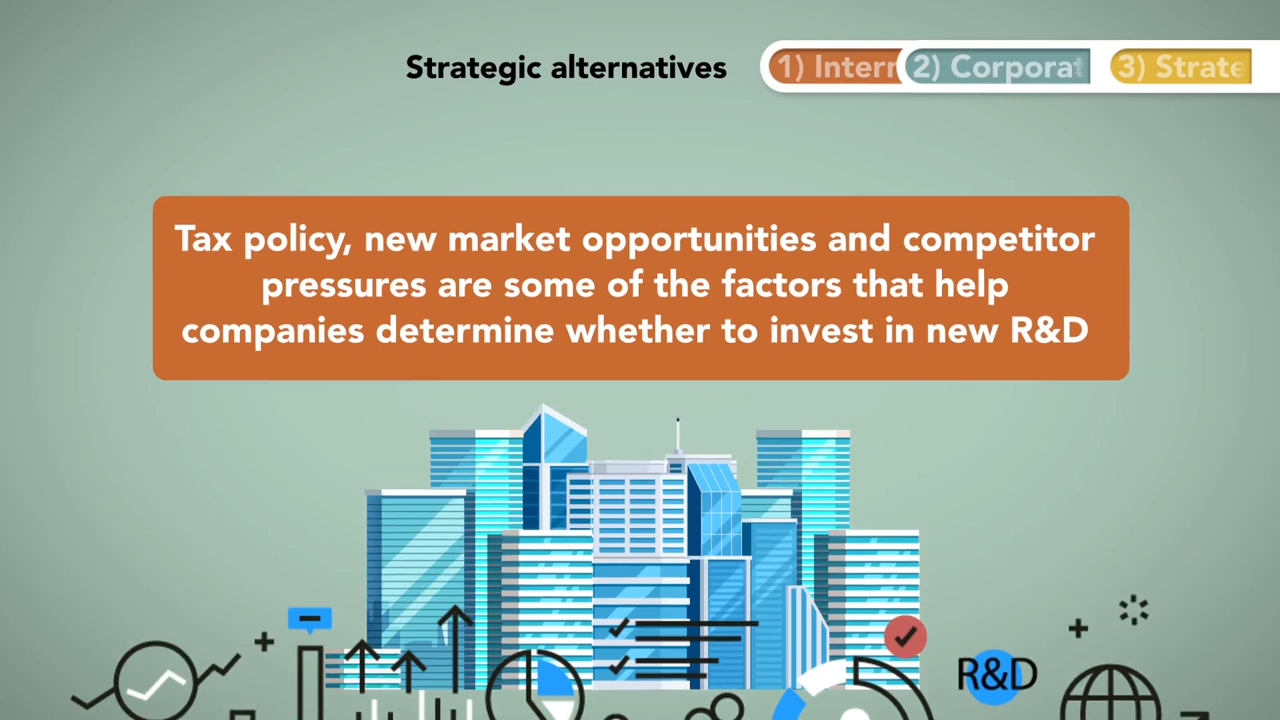 Strategic alternatives
1) Intern
2) Corporat
3) Strate
Tax policy, new market opportunities and competitor
pressures are some of the factors that help
companies determine whether to invest in new R&D
R&D